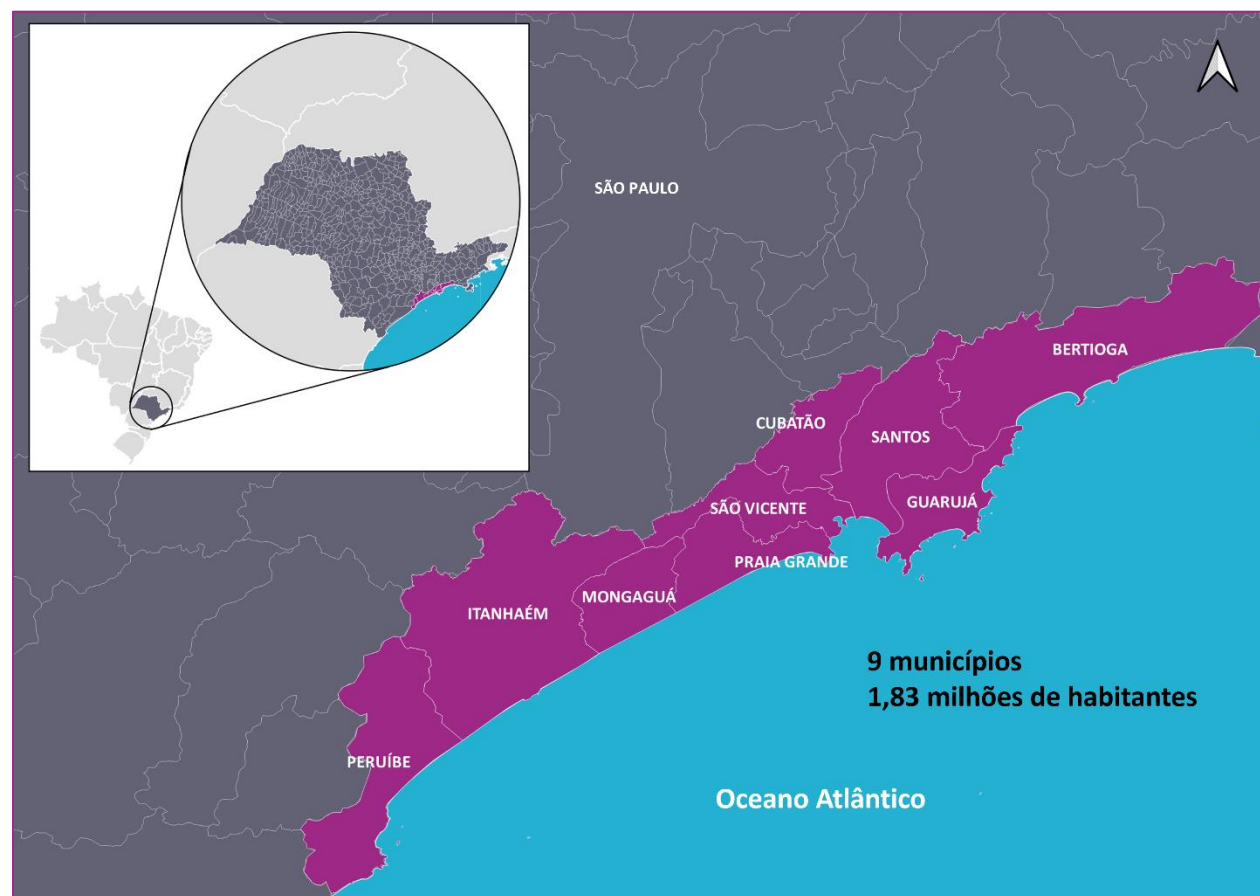 SÃO PAULO
BERTIOGA
CUBATÃO
SANTOS
GUARUJÁ
SÃO VICENTE
PRAIA GRANDE
MONGAGUÁ
ITANHAÉM
PERUÍBE
9 municípios
1,83 milhões de habitantes
Oceano Atlântico